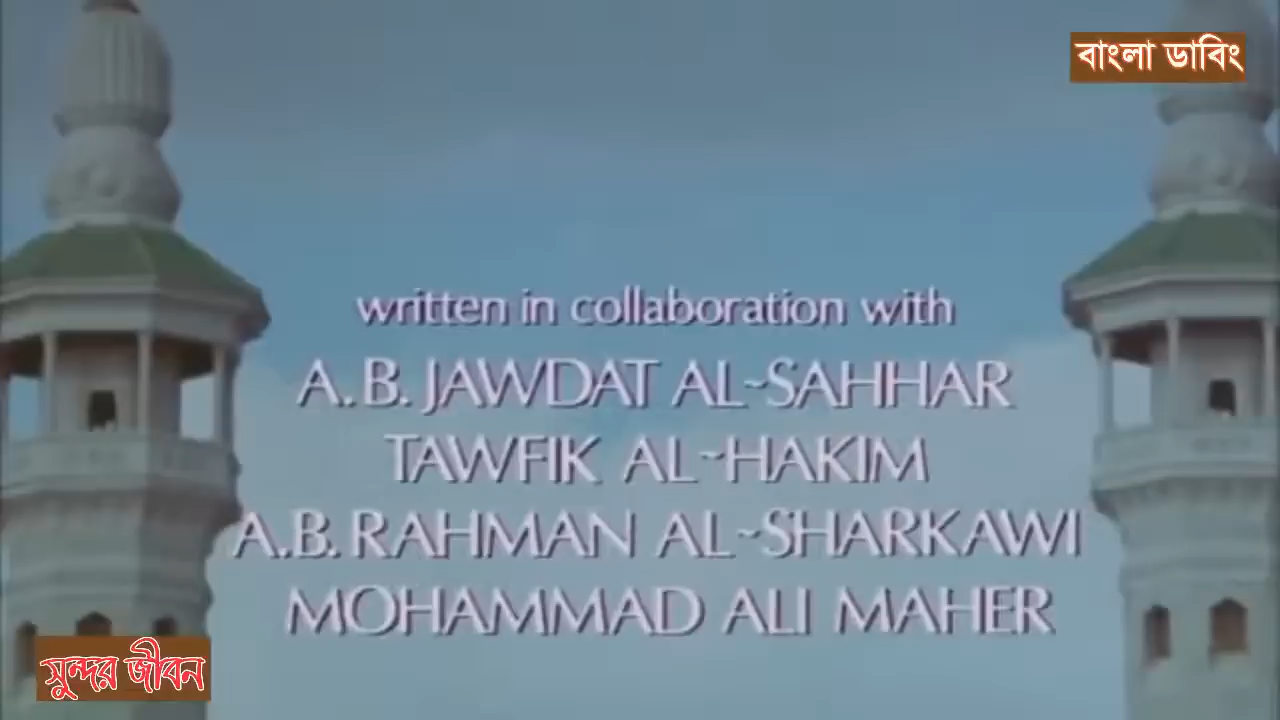 বাংলা ডাবিং
written in collaboration with
A.B. JAWDAT AL~SAHHAR
TAWFIK AL~HAKIM
A.B. RAHMAN AL~SHARKAWI
MOHAMMAD ALI MAHER
সুন্দর জীবন